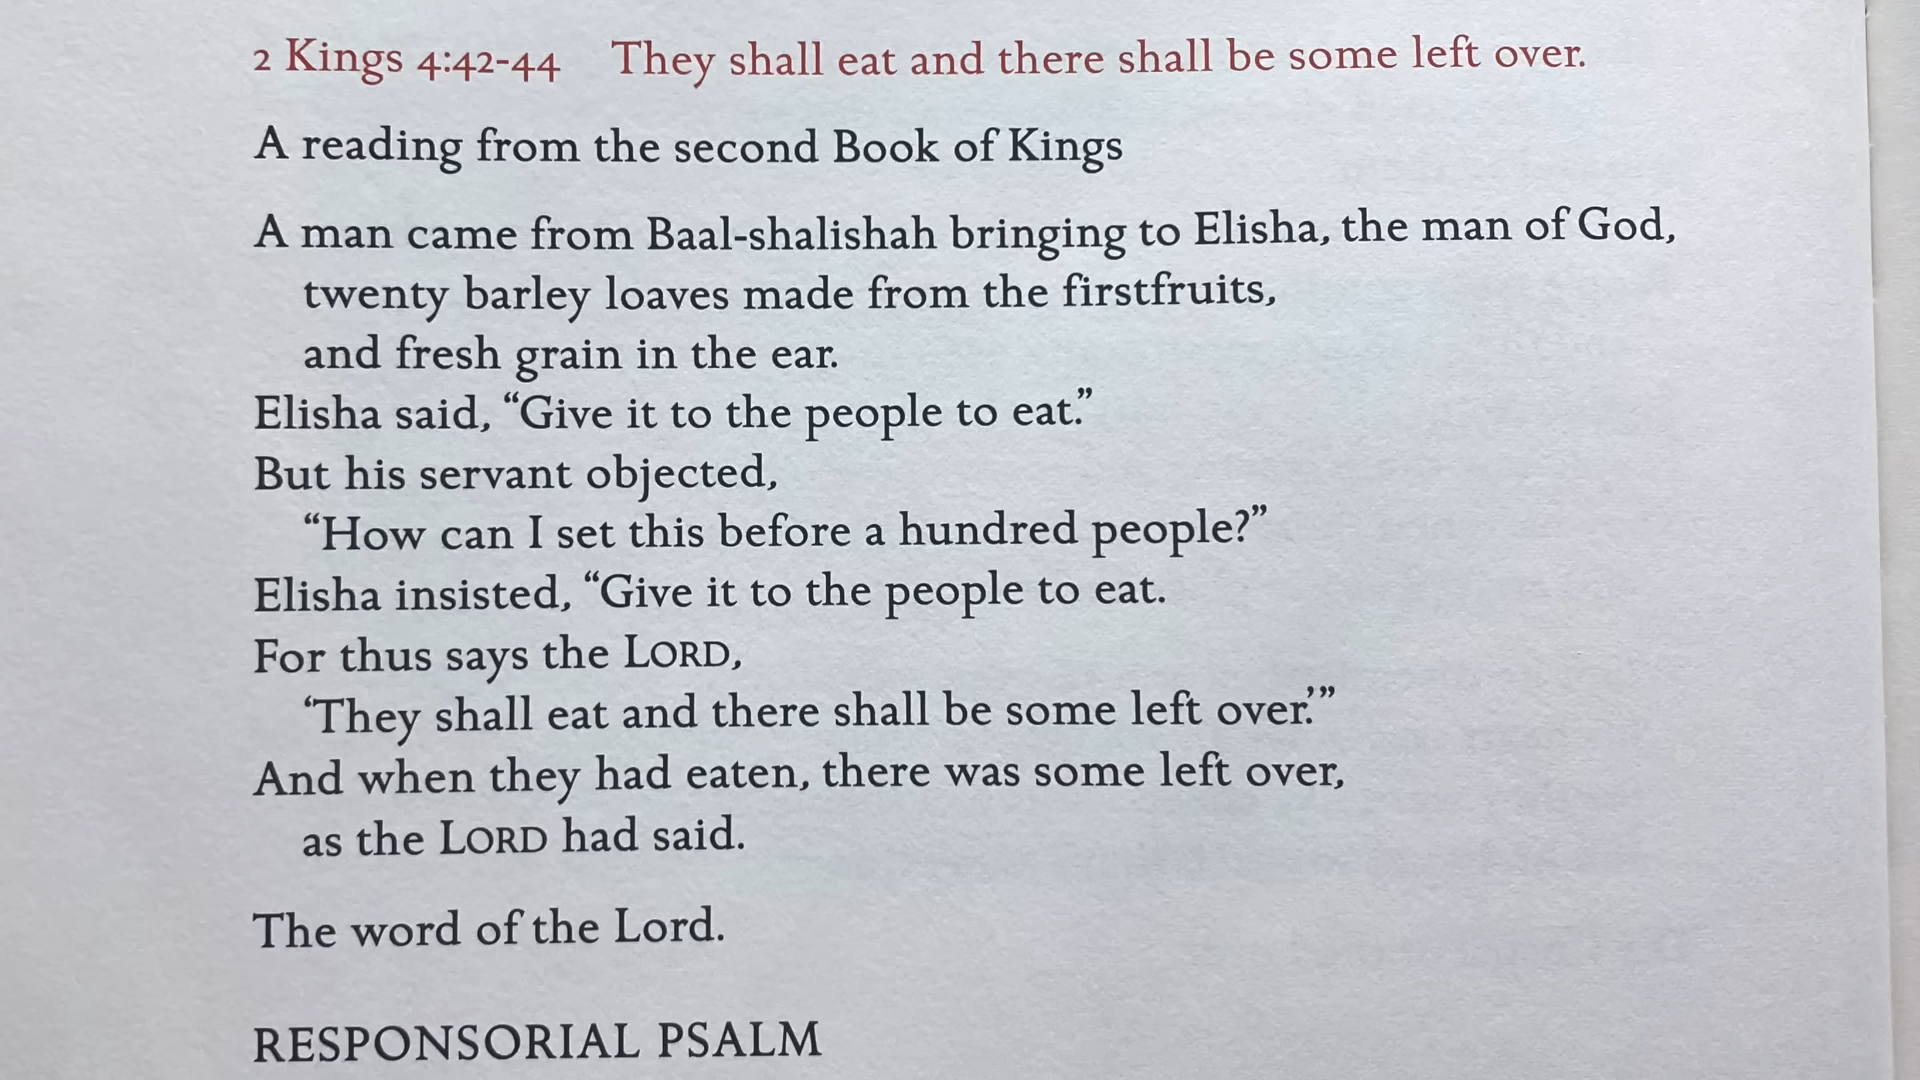 2 Kings 4:42-44 They shall eat and there shall be some left over.
A reading from the second Book of Kings
A man came from Baal-shalishah bringing to Elisha, the man of God,
twenty barley loaves made from the firstfruits,
and fresh grain in the ear.
Elisha said, “Give it to the people to eat.”
But his servant objected,
“How can I set this before a hundred people?”
Elisha insisted, “Give it to the people to eat.
For thus says the LORD,
‘They shall eat and there shall be some left over.’”
And when they had eaten, there was some left over,
as the LORD had said.
The word of the Lord.
RESPONSORIAL PSALM